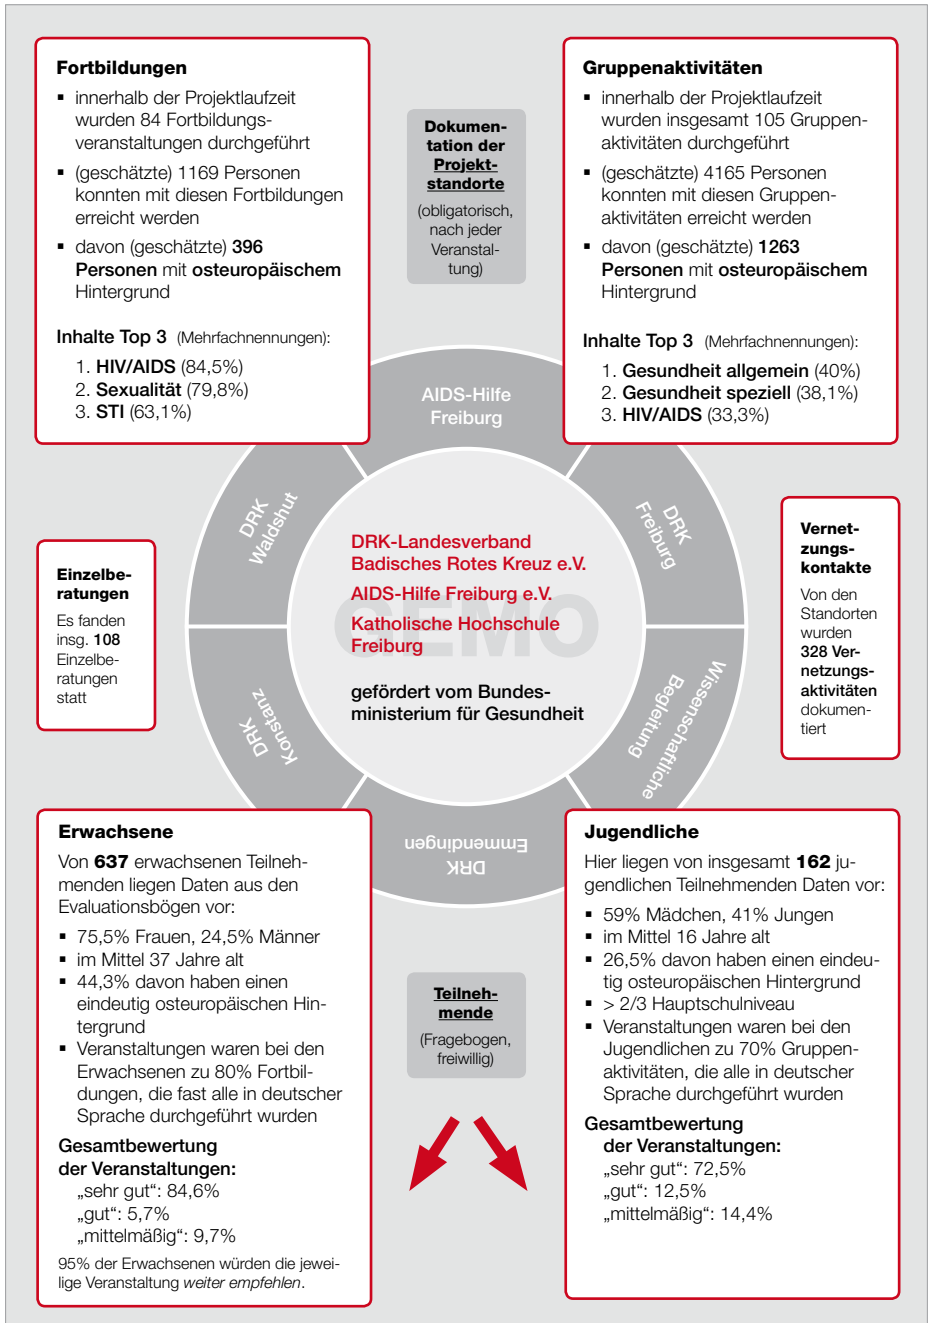 Fortbildungen
▪ innerhalb der Projektlaufzeit
wurden 84 Fortbildungs-
veranstaltungen durchgeführt
▪ (geschätzte) 1169 Personen
konnten mit diesen Fortbildungen
erreicht werden
▪ davon (geschätzte) 396
Personen mit osteuropäischem
Hintergrund
Inhalte Top 3 (Mehrfachnennungen):
1. HIV/AIDS (84,5%)
2. Sexualität (79,8%)
3. STI (63,1%)
Dokumen-
tation der
Projekt-
standorte
(obligatorisch,
nach jeder
Veranstal-
tung)
Gruppenaktivitäten
▪ innerhalb der Projektlaufzeit
wurden insgesamt 105 Gruppen-
aktivitäten durchgeführt
▪ (geschätzte) 4165 Personen
konnten mit diesen Gruppen-
aktivitäten erreicht werden
▪ davon (geschätzte) 1263
Personen mit osteuropäischem
Hintergrund
Inhalte Top 3 (Mehrfachnennungen):
1. Gesundheit allgemein (40%)
2. Gesundheit speziell (38,1%)
3. HIV/AIDS (33,3%)
AIDS-Hilfe
Freiburg
DRK
Waldshut
DRK
Freiburg
Einzelbe-
ratungen
Es fanden
insg. 108
Einzelbe-
ratungen
statt
GEMO
DRK-Landesverband
Badisches Rotes Kreuz e.V.
AIDS-Hilfe Freiburg e.V.
Katholische Hochschule
Freiburg
gefördert vom Bundes-
ministerium für Gesundheit
Vernet-
zungs-
kontakte
Von den
Standorten
wurden
328 Ver-
netzungs-
aktivitäten
dokumen-
tiert
DRK
Konstanz
Wissenschaftliche
Begleitung
DRK
Emmendingen
Erwachsene
Von 637 erwachsenen Teilneh-
menden liegen Daten aus den
Evaluationsbögen vor:
▪ 75,5% Frauen, 24,5% Männer
▪ im Mittel 37 Jahre alt
▪ 44,3% davon haben einen
eindeutig osteuropäischen Hin-
tergrund
▪ Veranstaltungen waren bei den
Erwachsenen zu 80% Fortbil-
dungen, die fast alle in deutscher
Sprache durchgeführt wurden
Gesamtbewertung
der Veranstaltungen:
„sehr gut“: 84,6%
„gut“: 5,7%
„mittelmäßig“: 9,7%
95% der Erwachsenen würden die jewei-
lige Veranstaltung weiter empfehlen.
Teilneh-
mende
(Fragebogen,
freiwillig)
Jugendliche
Hier liegen von insgesamt 162 ju-
gendlichen Teilnehmenden Daten vor:
▪ 59% Mädchen, 41% Jungen
▪ im Mittel 16 Jahre alt
▪ 26,5% davon haben einen eindeu-
tig osteuropäischen Hintergrund
▪ > 2/3 Hauptschulniveau
▪ Veranstaltungen waren bei den
Jugendlichen zu 70% Gruppen-
aktivitäten, die alle in deutscher
Sprache durchgeführt wurden
Gesamtbewertung
der Veranstaltungen:
„sehr gut“: 72,5%
„gut“: 12,5%
„mittelmäßig“: 14,4%